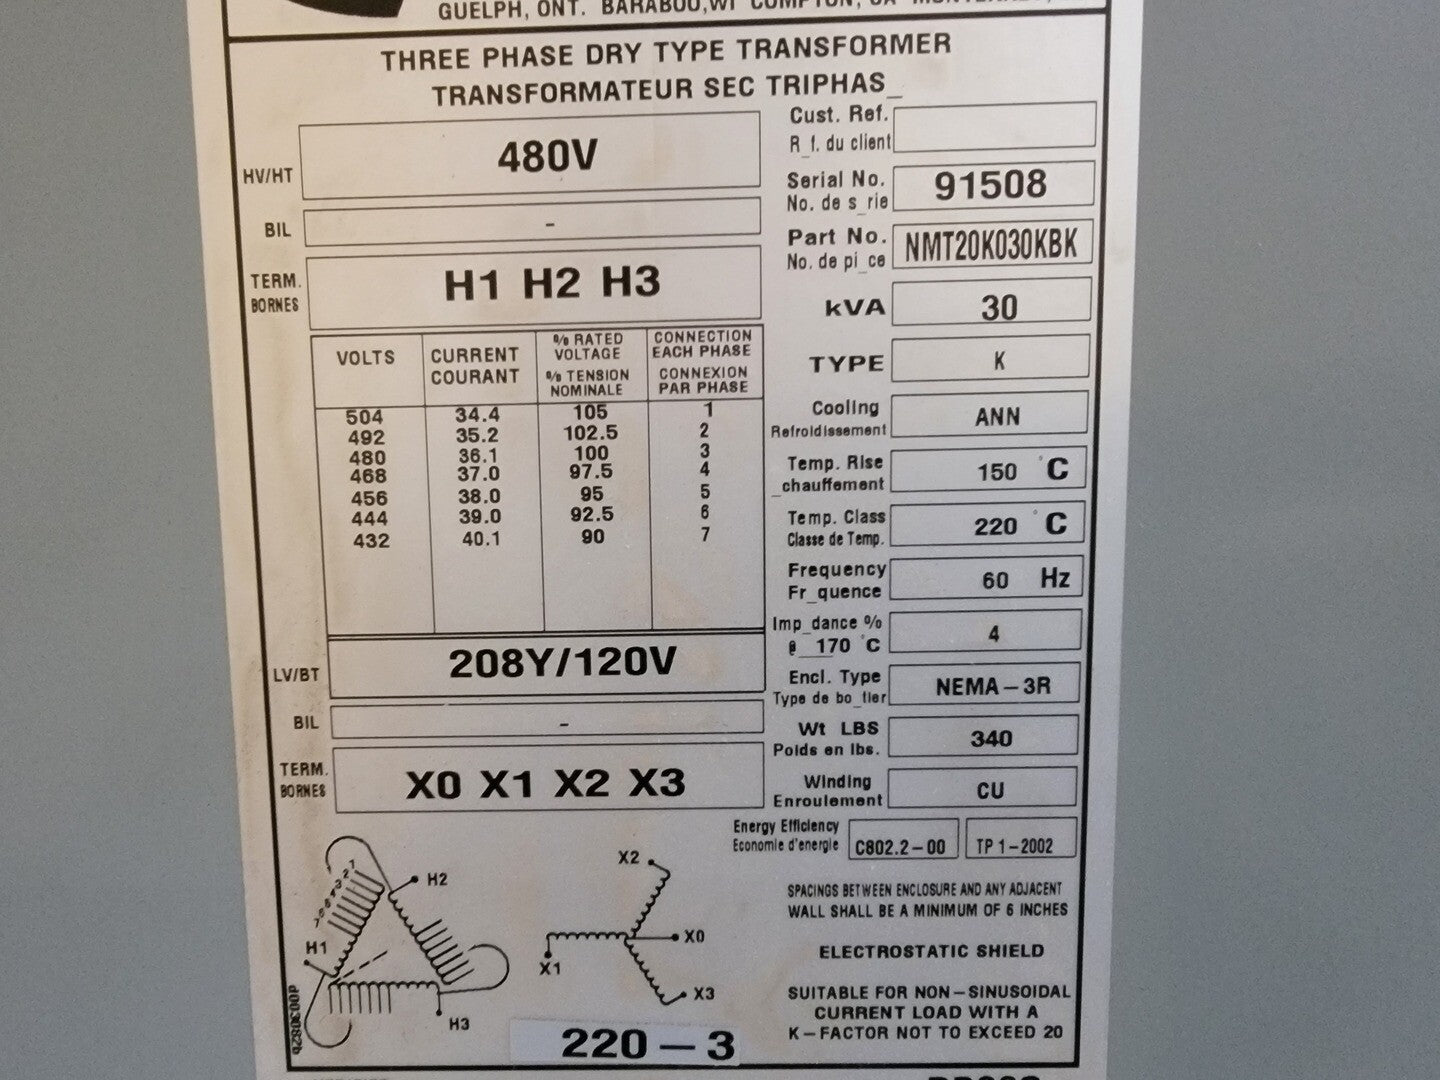 GUELPH, ONT. BARABOO, WI COMPTON, CA
THREE PHASE DRY TYPE TRANSFORMER
TRANSFORMATEUR SEC TRIPHAS_
HV/HT 480V
BIL -
TERM. BORNES H1 H2 H3
VOLTS CURRENT COURANT % RATED VOLTAGE % TENSION NOMINALE CONNECTION EACH PHASE CONNEXION PAR PHASE
504 34.4 105 1
492 35.2 102.5 2
480 36.1 100 3
468 37.0 97.5 4
456 38.0 95 5
444 39.0 92.5 6
432 40.1 90 7
LV/BT 208Y/120V
BIL -
TERM. BORNES X0 X1 X2 X3
Cust. Ref.
R_f. du client
Serial No. 91508
No. de s_rie
Part No. NMT20K030KBK
No. de pi_ce
kVA 30
TYPE K
Cooling ANN
Refroidissement
Temp. Rise 150 °C
_chauffement
Temp. Class 220 °C
Classe de Temp.
Frequency 60 Hz
Fr_quence
Imp_dance % 4
@ 170 °C
Encl. Type NEMA-3R
Type de bo_tier
Wt LBS 340
Poids en lbs.
Winding CU
Enroulement
Energy Efficiency C802.2-00 TP 1-2002
Economie d'energie
SPACINGS BETWEEN ENCLOSURE AND ANY ADJACENT
WALL SHALL BE A MINIMUM OF 6 INCHES
ELECTROSTATIC SHIELD
SUITABLE FOR NON-SINUSOIDAL
CURRENT LOAD WITH A
K-FACTOR NOT TO EXCEED 20
7 6 5 4 3 2 1
H2
H1
H3
X2
X0
X1
X3
d003082b
220-3